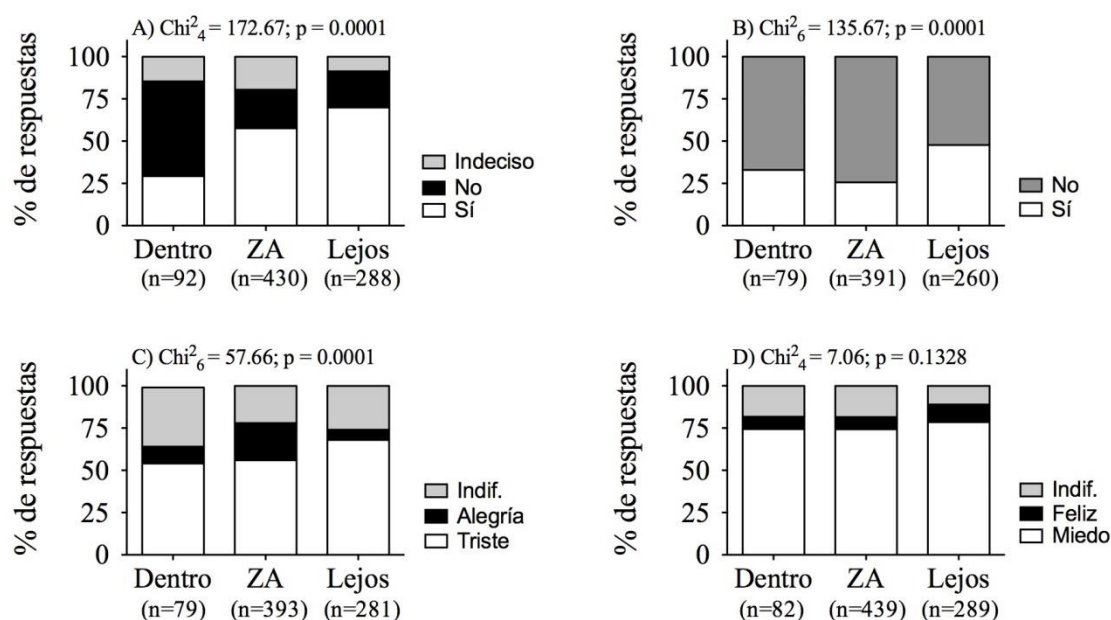 A) Chi²₄ = 172.67; p = 0.0001
% de respuestas
100
75
50
25
0
Indeciso
No
Sí
Dentro ZA Lejos
(n=92) (n=430) (n=288)
B) Chi²₆ = 135.67; p = 0.0001
% de respuestas
100
75
50
25
0
No
Sí
Dentro ZA Lejos
(n=79) (n=391) (n=260)
C) Chi²₆ = 57.66; p = 0.0001
% de respuestas
100
75
50
25
0
Indif.
Alegría
Triste
Dentro ZA Lejos
(n=79) (n=393) (n=281)
D) Chi²₄ = 7.06; p = 0.1328
% de respuestas
100
75
50
25
0
Indif.
Feliz
Miedo
Dentro ZA Lejos
(n=82) (n=439) (n=289)